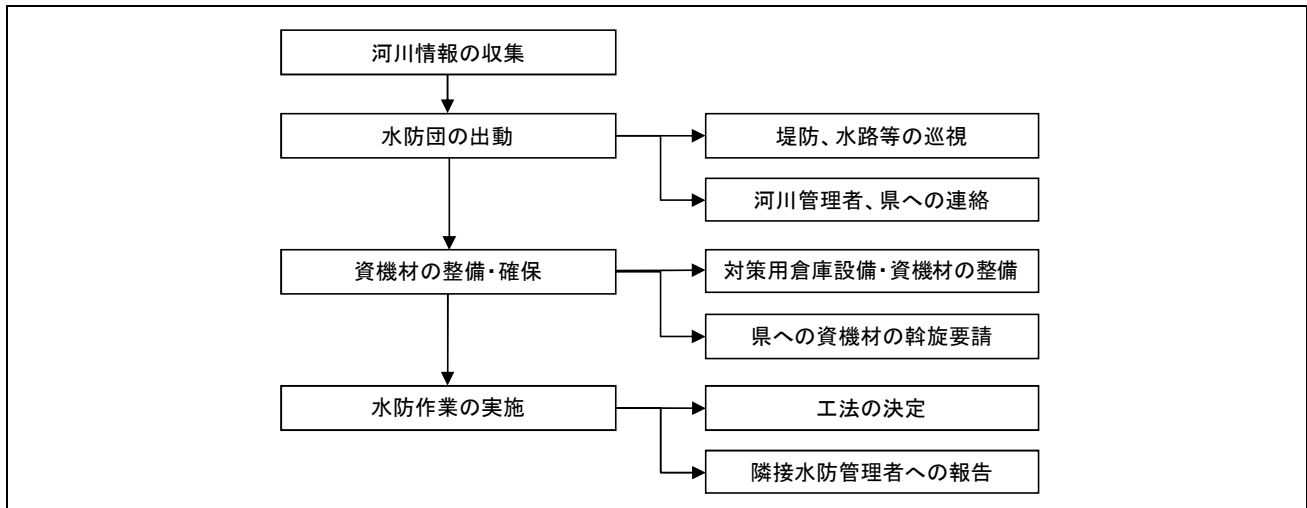 河川情報の収集
水防団の出動
堤防、水路等の巡視
河川管理者、県への連絡
資機材の整備・確保
対策用倉庫設備・資機材の整備
県への資機材の斡旋要請
水防作業の実施
工法の決定
隣接水防管理者への報告